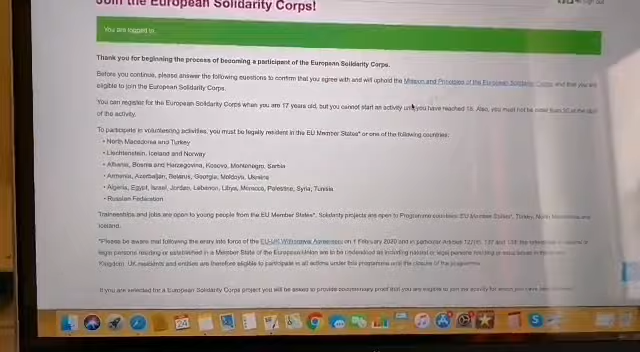 Join the European Solidarity Corps!
You are logged in.
Thank you for beginning the process of becoming a participant of the European Solidarity Corps.
Before you continue, please answer the following questions to confirm that you agree with and will uphold the Mission and Principles of the European Solidarity Corps and that you are
eligible to join the European Solidarity Corps.
You can register for the European Solidarity Corps when you are 17 years old, but you cannot start an activity until you have reached 18. Also, you must not be older than 30 at the
of the activity.
To participate in volunteering activities, you must be legally resident in the EU Member States* or one of the following countries:
• North Macedonia and Turkey
• Liechtenstein, Iceland and Norway
• Albania, Bosnia and Herzegovina, Kosovo, Montenegro, Serbia
• Armenia, Azerbaijan, Belarus, Georgia, Moldova, Ukraine
• Algeria, Egypt, Israel, Jordan, Lebanon, Libya, Morocco, Palestine, Syria, Tunisia
• Russian Federation
Traineeships and jobs are open to young people from the EU Member States*. Solidarity projects are open to Programme countries: EU Member States*, Turkey, North Macedonia and
Iceland.
*Please be aware that following the entry into force of the EU-UK Withdrawal Agreement on 1 February 2020 and in particular Articles 127(6), 137 and 138, the references to
legal persons residing or established in a Member State of the European Union are to be understood as including natural or legal persons residing or established in the United
Kingdom. UK residents and entities are therefore eligible to participate in all actions under this programme until the closure of the programme.
If you are selected for a European Solidarity Corps project you will be asked to provide documentary proof that you are eligible to join the activity for which you have been
24